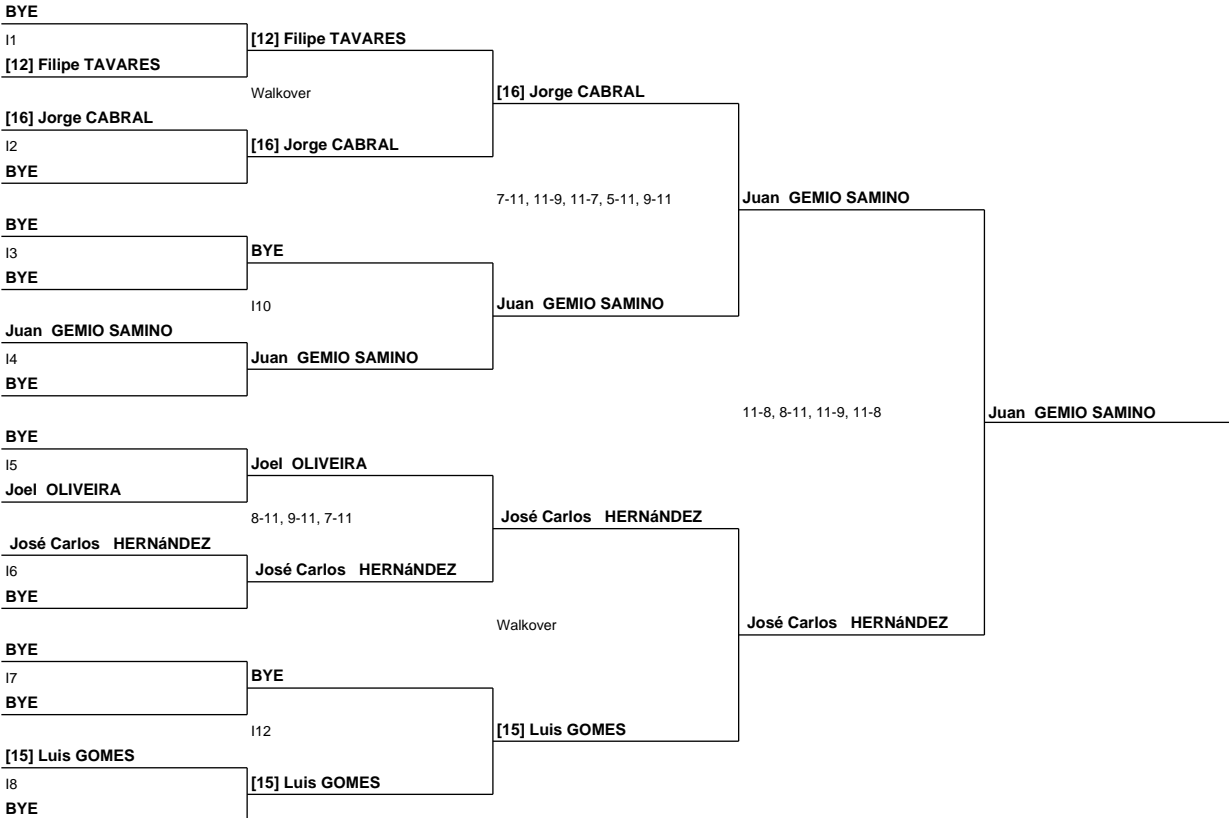 BYE
I1
[12] Filipe TAVARES
[12] Filipe TAVARES
Walkover
[16] Jorge CABRAL
[16] Jorge CABRAL
I2
BYE
[16] Jorge CABRAL
7-11, 11-9, 11-7, 5-11, 9-11
Juan GEMIO SAMINO
BYE
I3
BYE
BYE
I10
Juan GEMIO SAMINO
Juan GEMIO SAMINO
I4
BYE
Juan GEMIO SAMINO
11-8, 8-11, 11-9, 11-8
Juan GEMIO SAMINO
BYE
I5
Joel OLIVEIRA
Joel OLIVEIRA
8-11, 9-11, 7-11
José Carlos HERNáNDEZ
José Carlos HERNáNDEZ
I6
BYE
José Carlos HERNáNDEZ
Walkover
José Carlos HERNáNDEZ
BYE
I7
BYE
BYE
I12
[15] Luis GOMES
[15] Luis GOMES
I8
BYE
[15] Luis GOMES